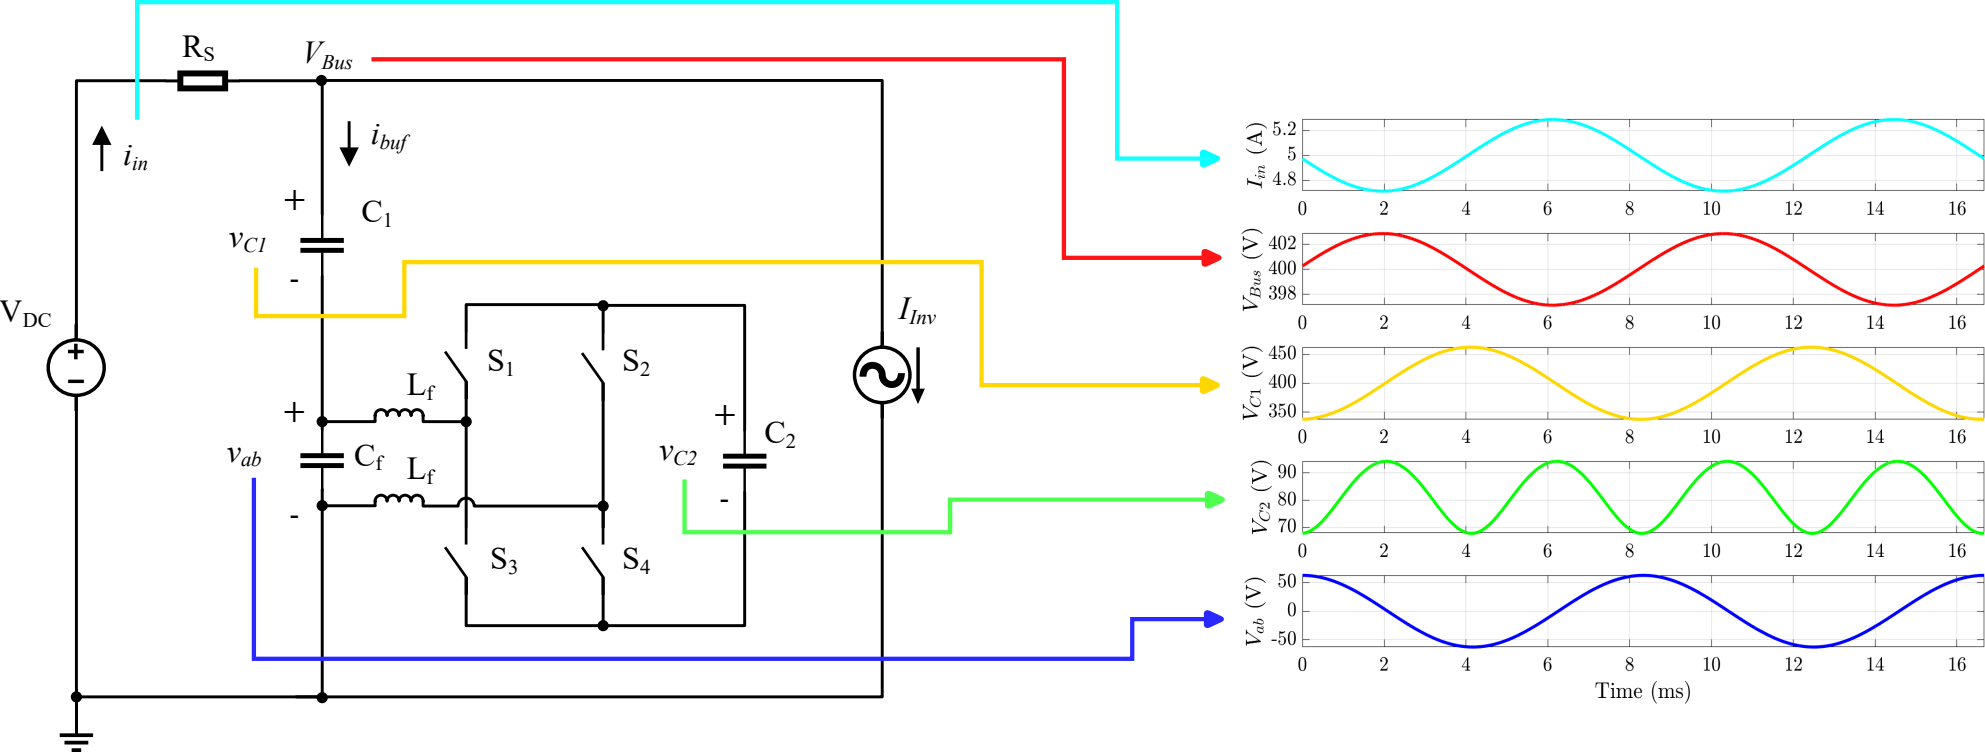 R_S
V_Bus
i_in
i_buf
+
C_1
v_C1
-
V_DC
+
−
S_1
S_2
I_Inv
L_f
+
v_ab
C_f
L_f
-
+
C_2
v_C2
-
S_3
S_4
I_in (A)
5.2
5
4.8
0 2 4 6 8 10 12 14 16
V_Bus (V)
402
400
398
0 2 4 6 8 10 12 14 16
V_C1 (V)
450
400
350
0 2 4 6 8 10 12 14 16
V_C2 (V)
90
80
70
0 2 4 6 8 10 12 14 16
V_ab (V)
50
0
-50
0 2 4 6 8 10 12 14 16
Time (ms)